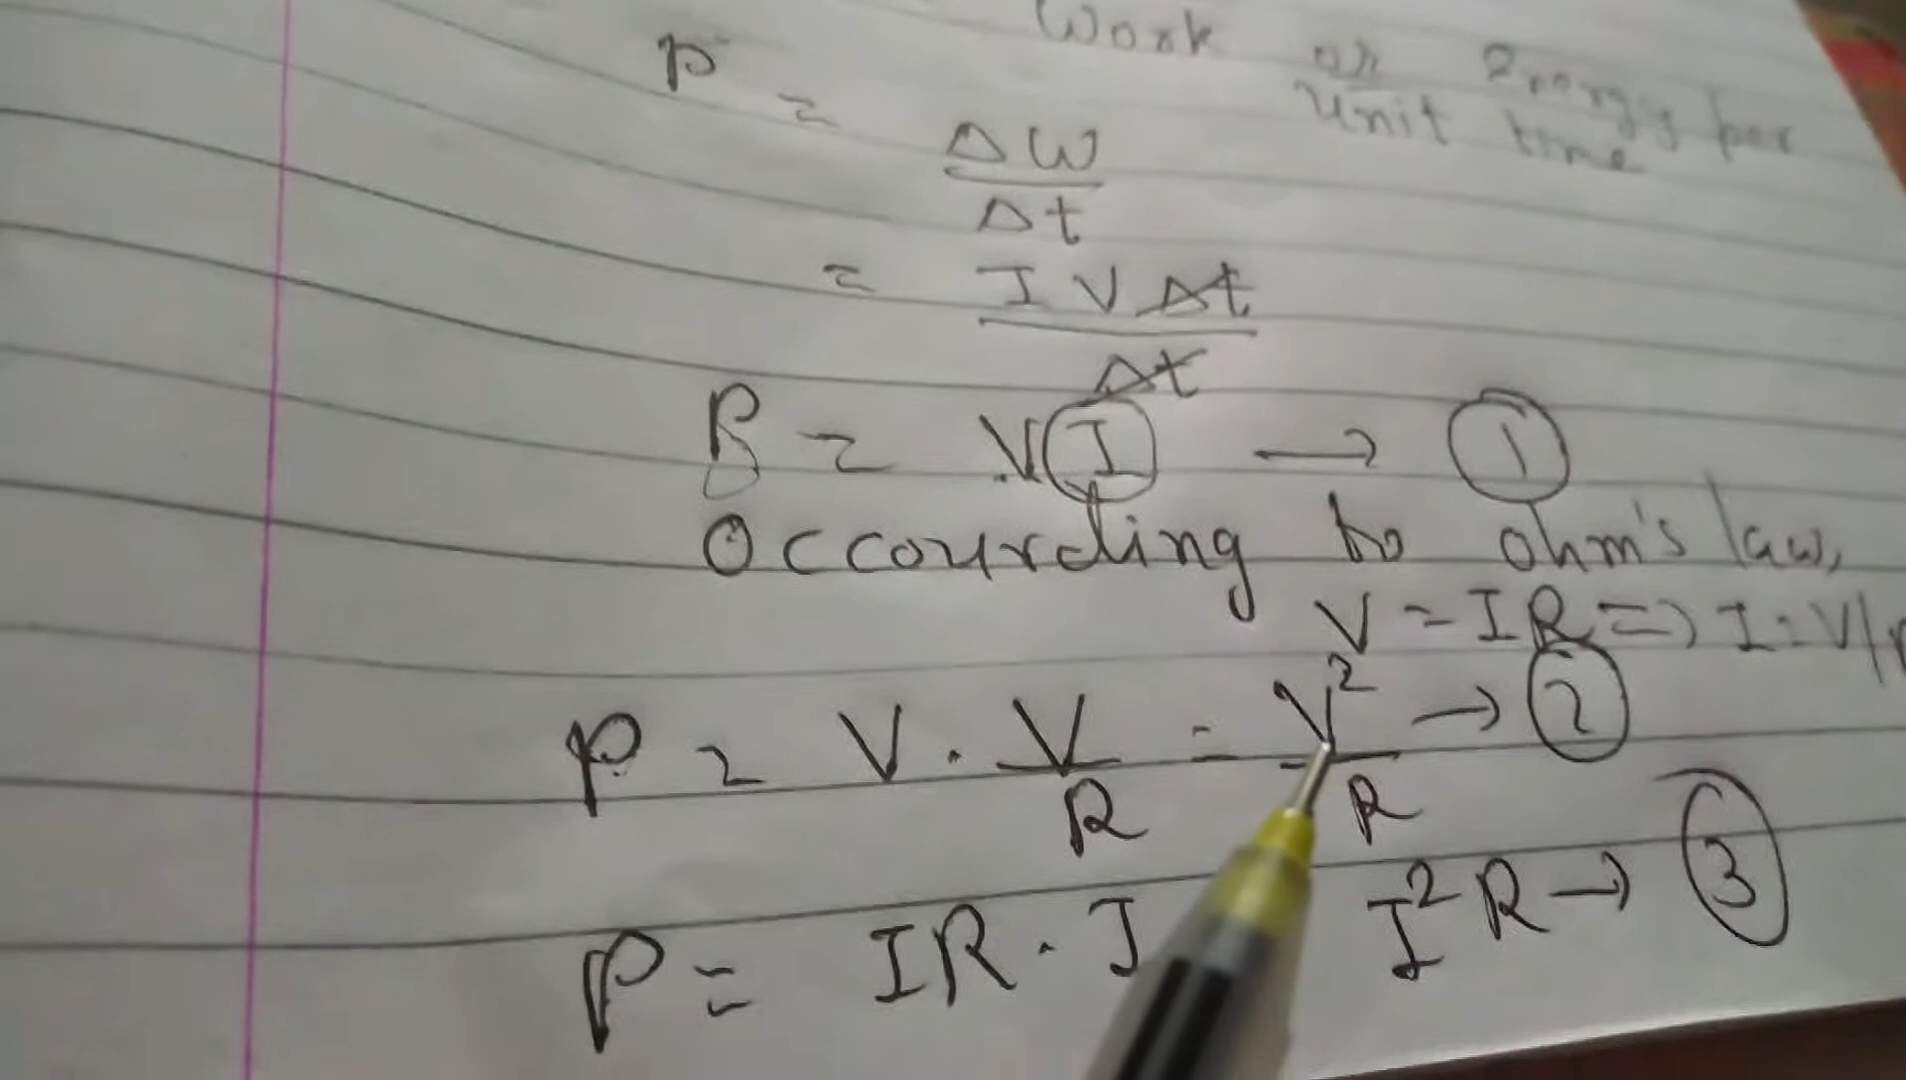 Work or Energy per
unit time
P =
ΔW
Δt
= I V Δt
Δt
P = VI → 1
Occourding to ohm's law,
V = IR => I = V/R
P = V . V/R = V²/R → 2
P = IR . I I²R → 3